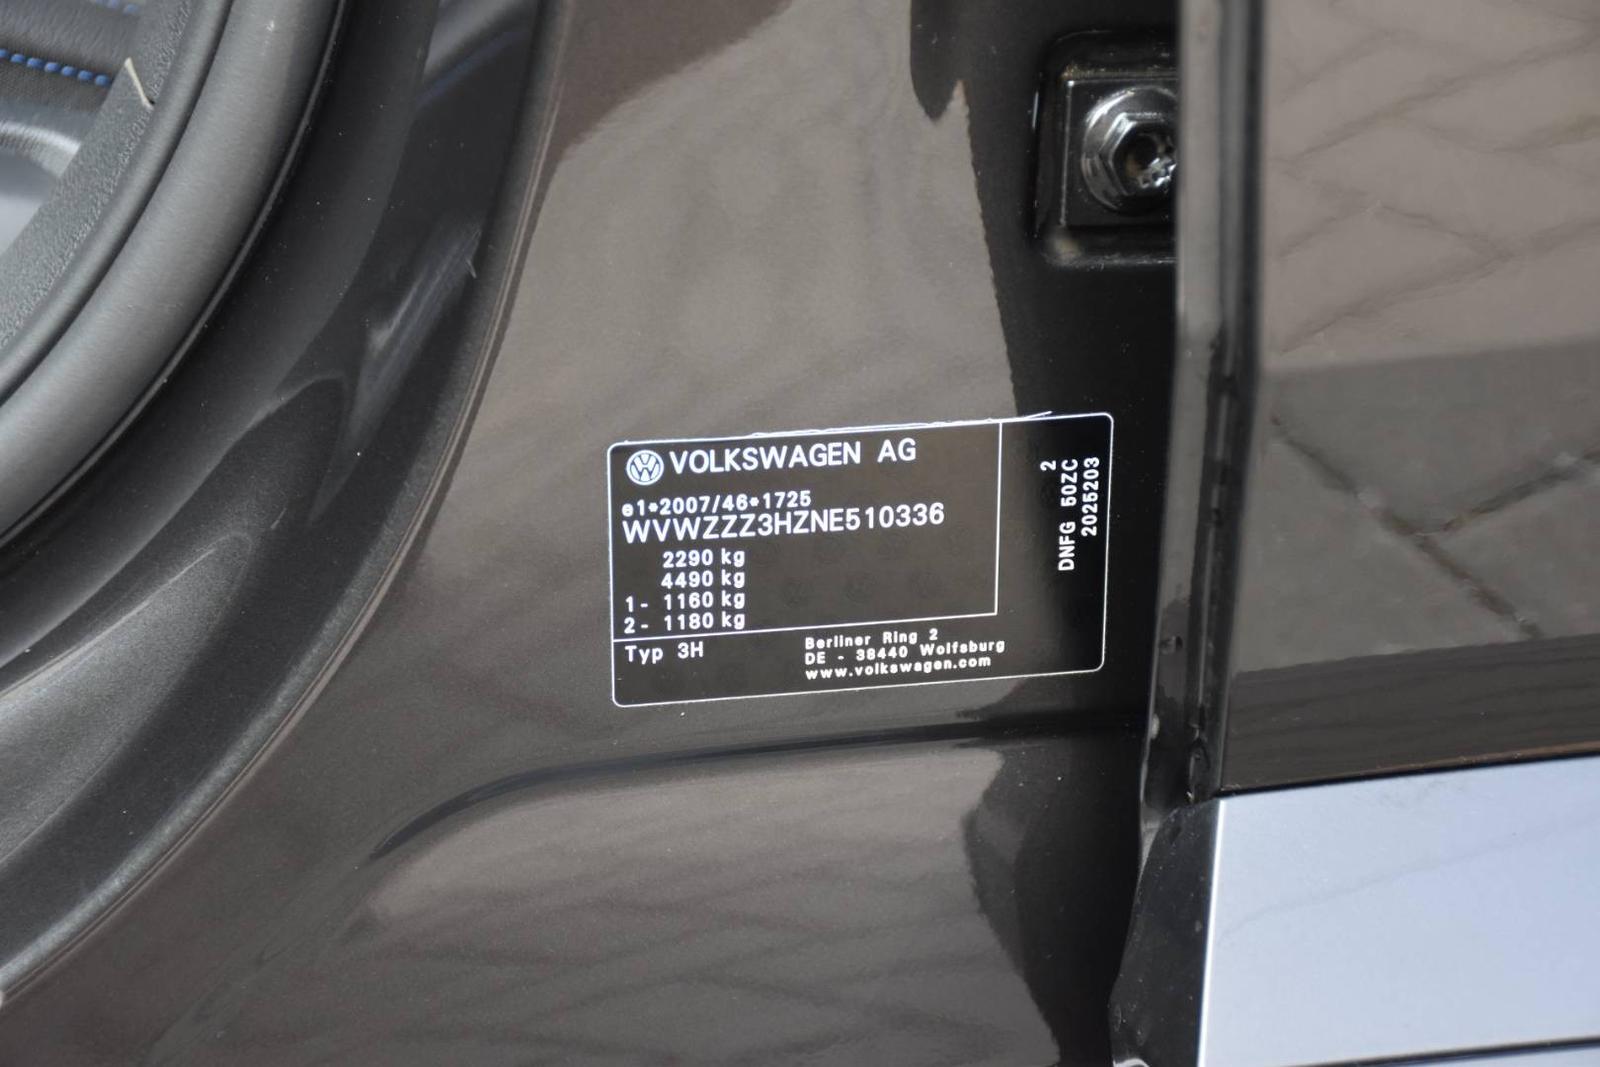 VOLKSWAGEN AG
e1*2007/46*1725
WVWZZZ3HZNE510336
2290 kg
4490 kg
1- 1160 kg
2- 1180 kg
Typ 3H
Berliner Ring 2
DE - 38440 Wolfsburg
www.volkswagen.com
2
DNFG 50ZC
2025203